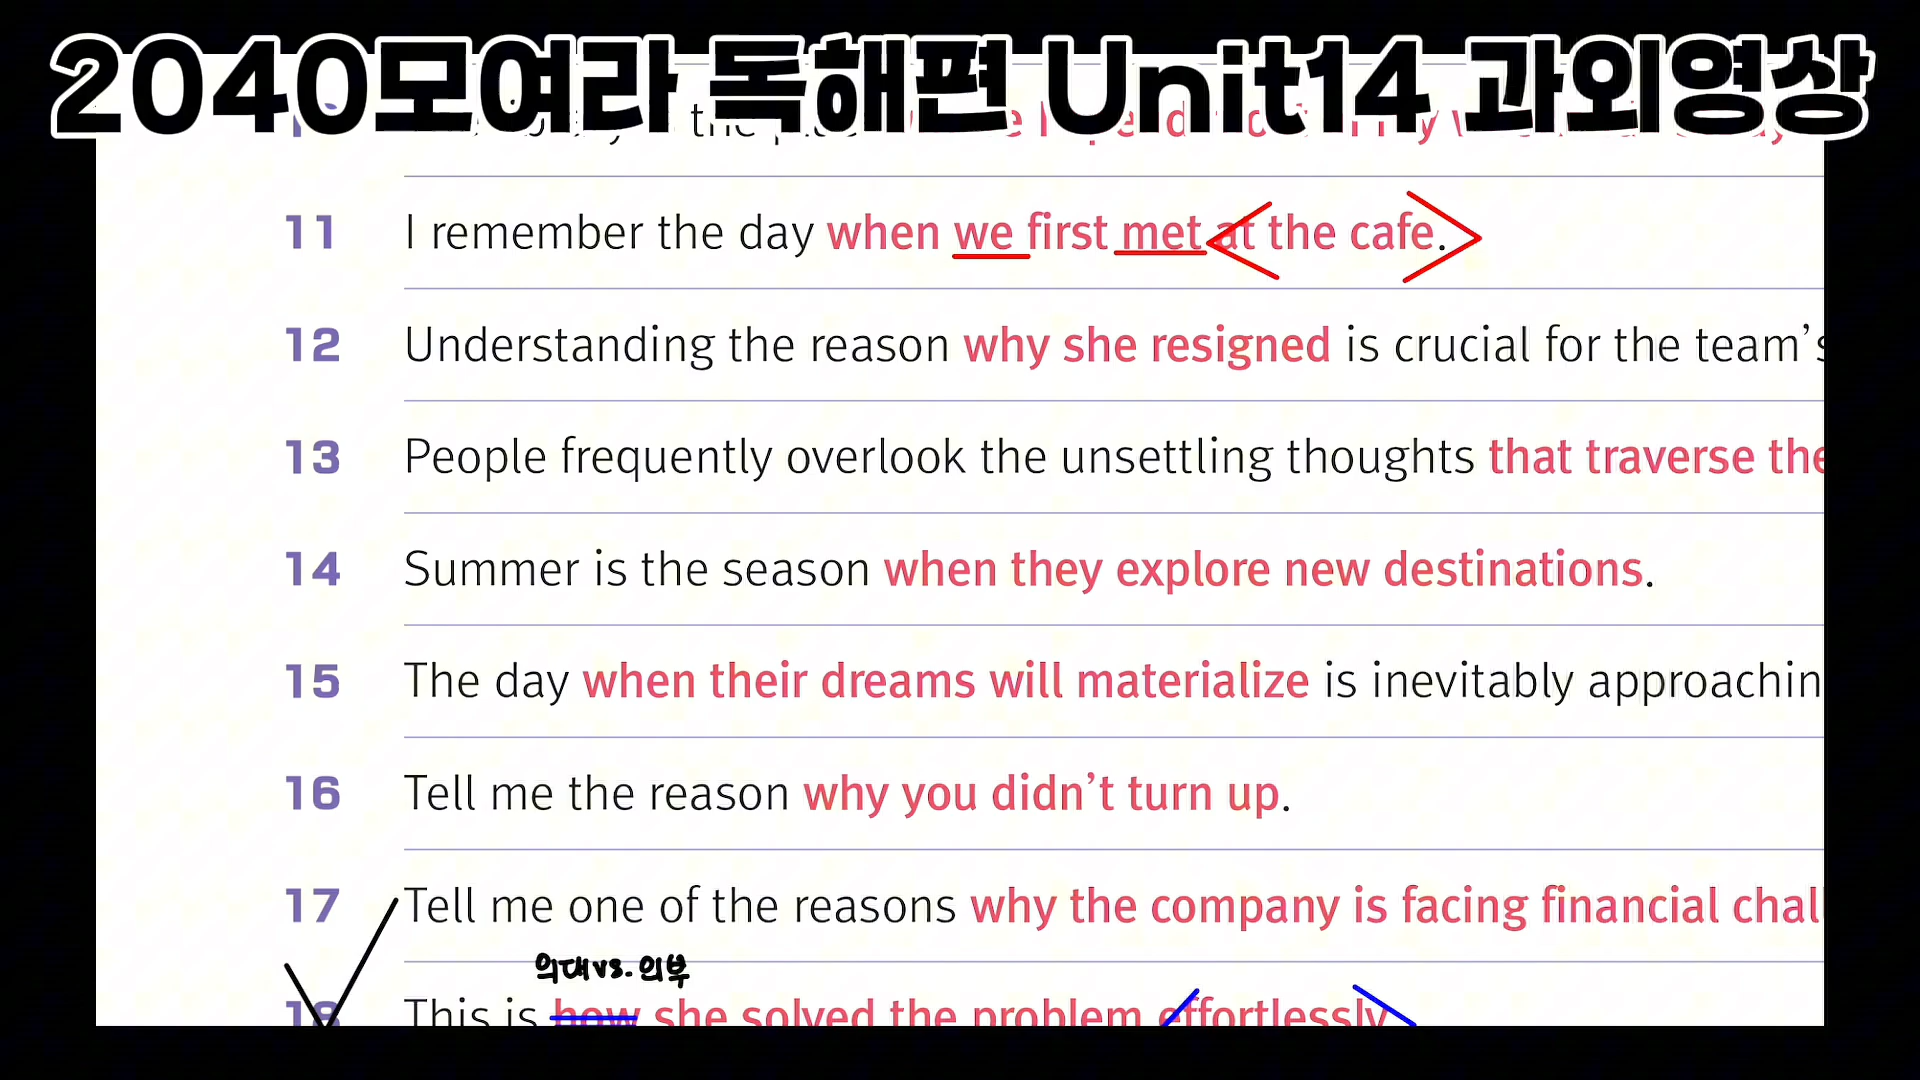 2040모여라 독해편 Unit14 과외영상
11 I remember the day when we first met at the cafe.
12 Understanding the reason why she resigned is crucial for the team's
13 People frequently overlook the unsettling thoughts that traverse the
14 Summer is the season when they explore new destinations.
15 The day when their dreams will materialize is inevitably approachin
16 Tell me the reason why you didn't turn up.
17 Tell me one of the reasons why the company is facing financial chal
의대vs. 의부
18 This is how she solved the problem effortlessly